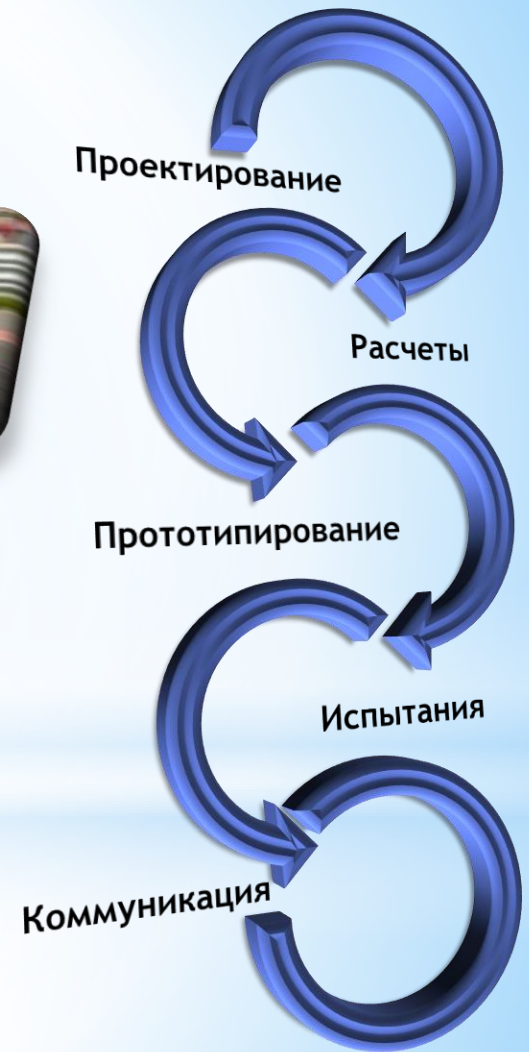 Проектирование
Расчеты
Прототипирование
Испытания
Коммуникация